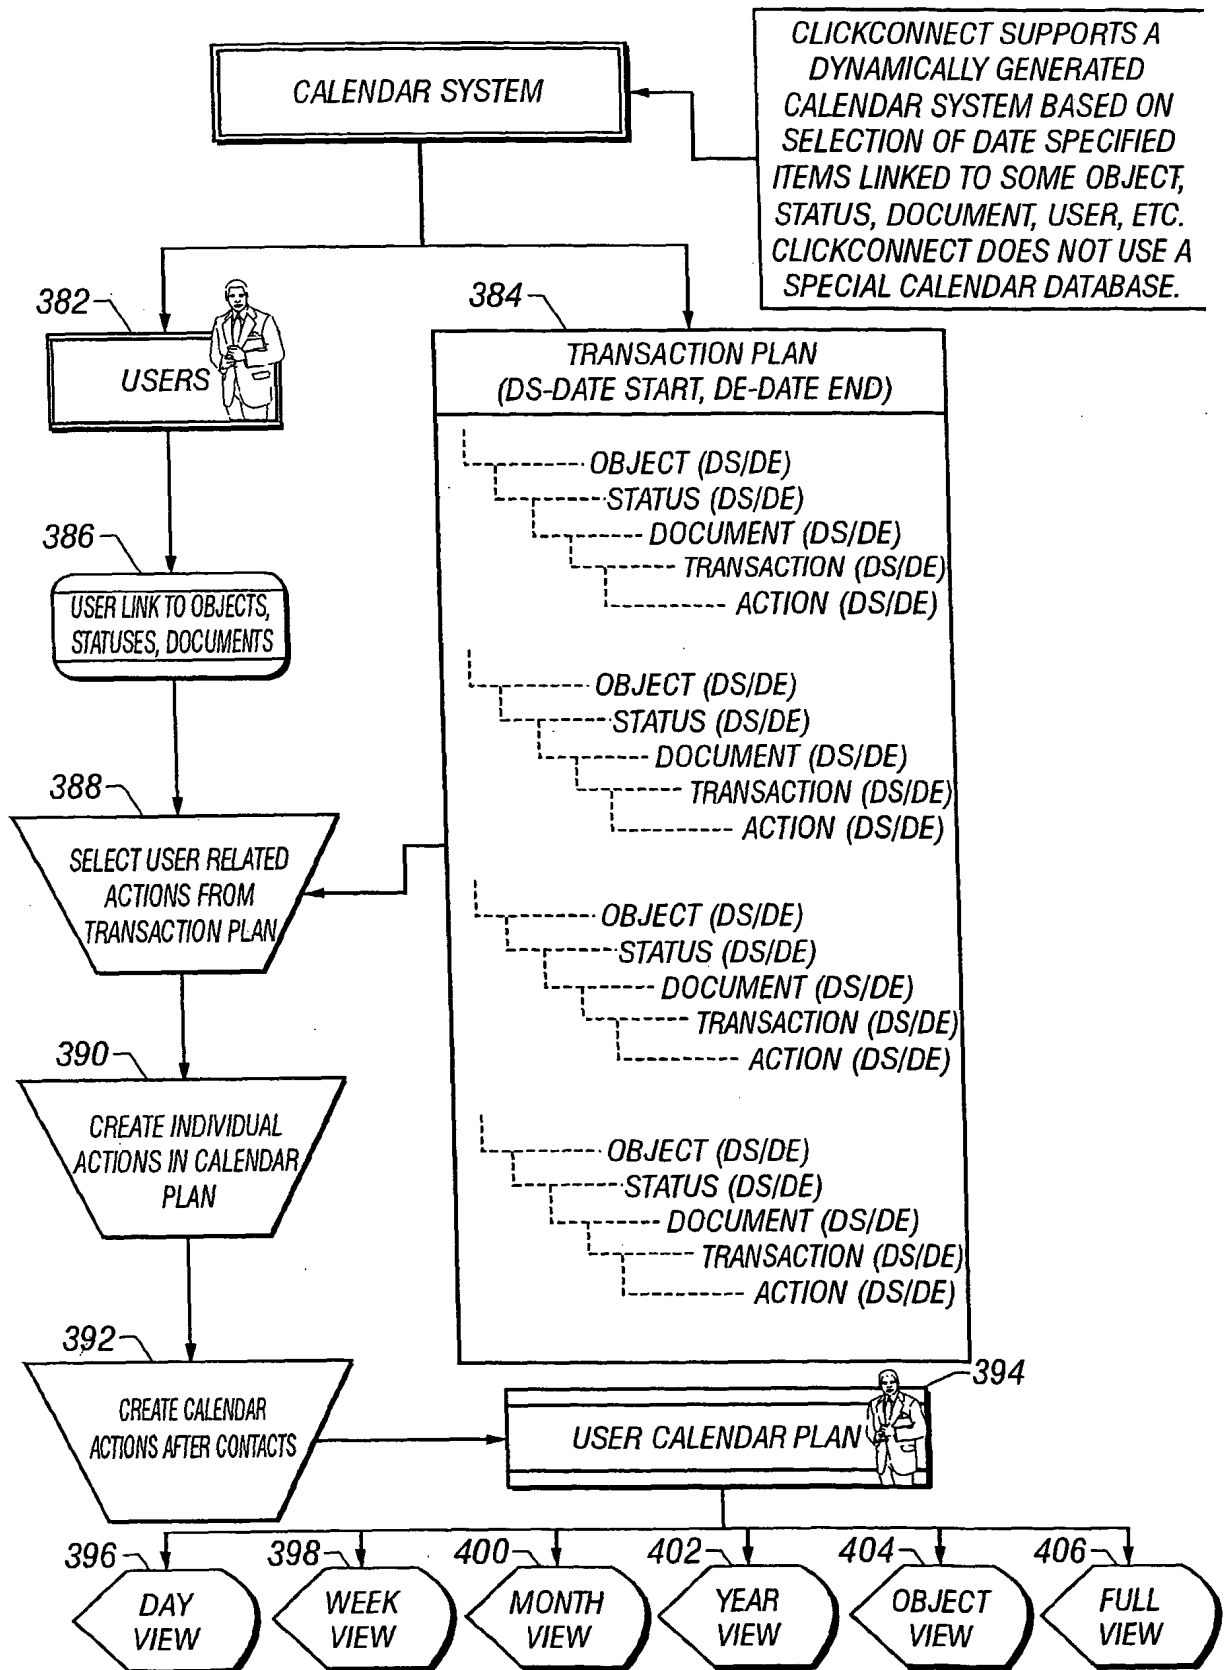 CALENDAR SYSTEM
CLICKCONNECT SUPPORTS A
DYNAMICALLY GENERATED
CALENDAR SYSTEM BASED ON
SELECTION OF DATE SPECIFIED
ITEMS LINKED TO SOME OBJECT,
STATUS, DOCUMENT, USER, ETC.
CLICKCONNECT DOES NOT USE A
SPECIAL CALENDAR DATABASE.
382
USERS
384
TRANSACTION PLAN
(DS-DATE START, DE-DATE END)
OBJECT (DS/DE)
STATUS (DS/DE)
DOCUMENT (DS/DE)
TRANSACTION (DS/DE)
ACTION (DS/DE)
OBJECT (DS/DE)
STATUS (DS/DE)
DOCUMENT (DS/DE)
TRANSACTION (DS/DE)
ACTION (DS/DE)
OBJECT (DS/DE)
STATUS (DS/DE)
DOCUMENT (DS/DE)
TRANSACTION (DS/DE)
ACTION (DS/DE)
OBJECT (DS/DE)
STATUS (DS/DE)
DOCUMENT (DS/DE)
TRANSACTION (DS/DE)
ACTION (DS/DE)
386
USER LINK TO OBJECTS,
STATUSES, DOCUMENTS
388
SELECT USER RELATED
ACTIONS FROM
TRANSACTION PLAN
390
CREATE INDIVIDUAL
ACTIONS IN CALENDAR
PLAN
392
CREATE CALENDAR
ACTIONS AFTER CONTACTS
394
USER CALENDAR PLAN
396
DAY
VIEW
398
WEEK
VIEW
400
MONTH
VIEW
402
YEAR
VIEW
404
OBJECT
VIEW
406
FULL
VIEW